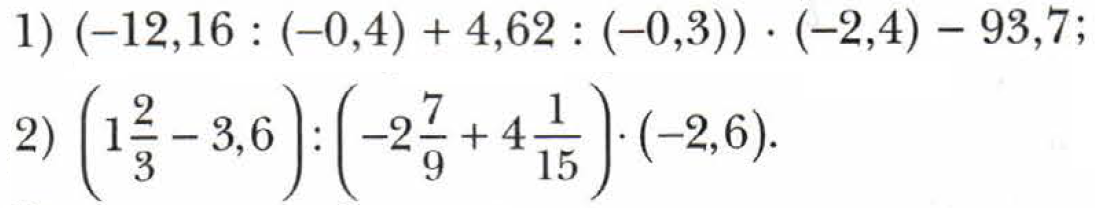 1) (−12,16 : (−0,4) + 4,62 : (−0,3)) · (−2,4) − 93,7;
2) (1 2/3 − 3,6) : (−2 7/9 + 4 1/15) · (−2,6).